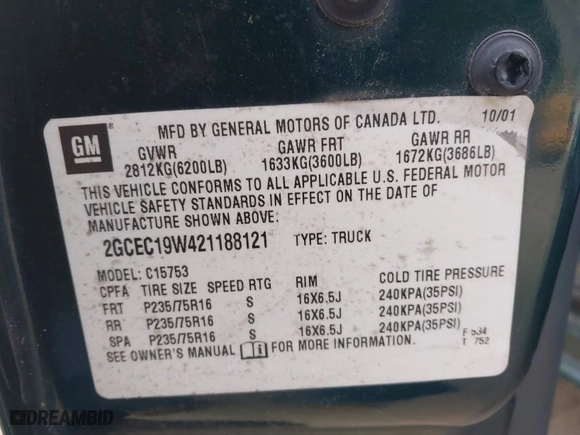 GM ®
MFD BY GENERAL MOTORS OF CANADA LTD. 10/01
GVWR GAWR FRT GAWR RR
2812KG(6200LB) 1633KG(3600LB) 1672KG(3686LB)
THIS VEHICLE CONFORMS TO ALL APPLICABLE U.S. FEDERAL MOTOR
VEHICLE SAFETY STANDARDS IN EFFECT ON THE DATE OF
MANUFACTURE SHOWN ABOVE:
2GCEC19W421188121 TYPE: TRUCK
MODEL: C15753
CPFA TIRE SIZE SPEED RTG RIM COLD TIRE PRESSURE
FRT P235/75R16 S 16X6.5J 240KPA(35PSI)
RR P235/75R16 S 16X6.5J 240KPA(35PSI)
SPA P235/75R16 S 16X6.5J 240KPA(35PSI)
SEE OWNER'S MANUAL i FOR MORE INFORMATION.
F 534
T 752
DREAMBID